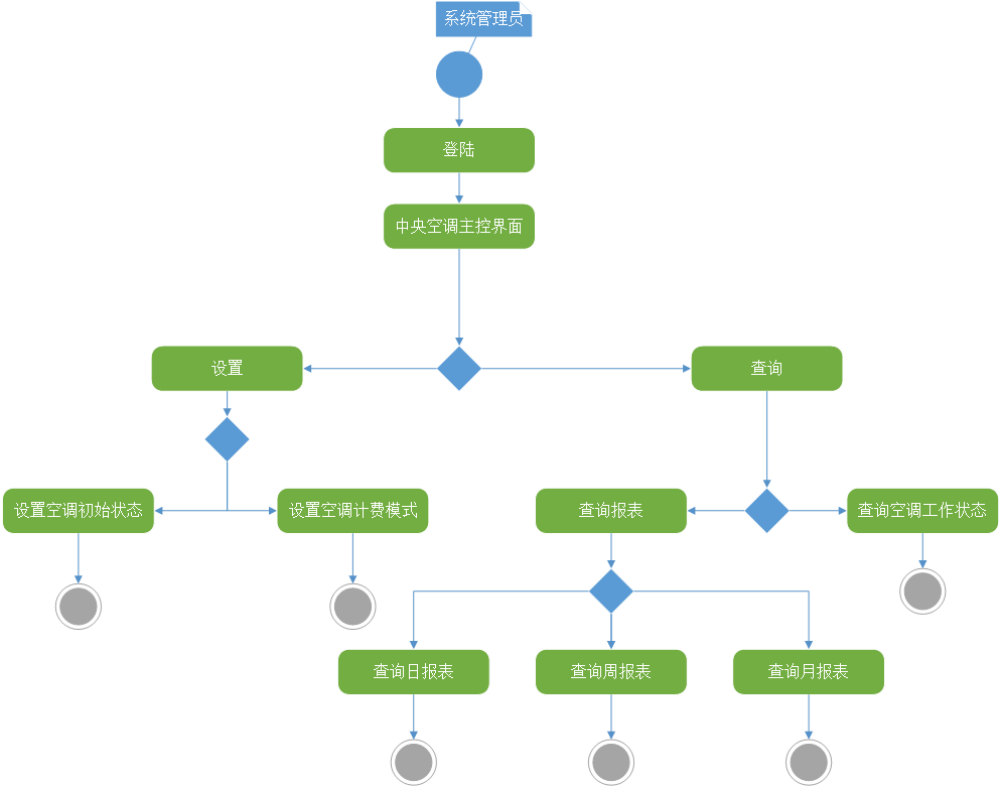 系统管理员
登陆
中央空调主控界面
设置
查询
设置空调初始状态
设置空调计费模式
查询报表
查询空调工作状态
查询日报表
查询周报表
查询月报表